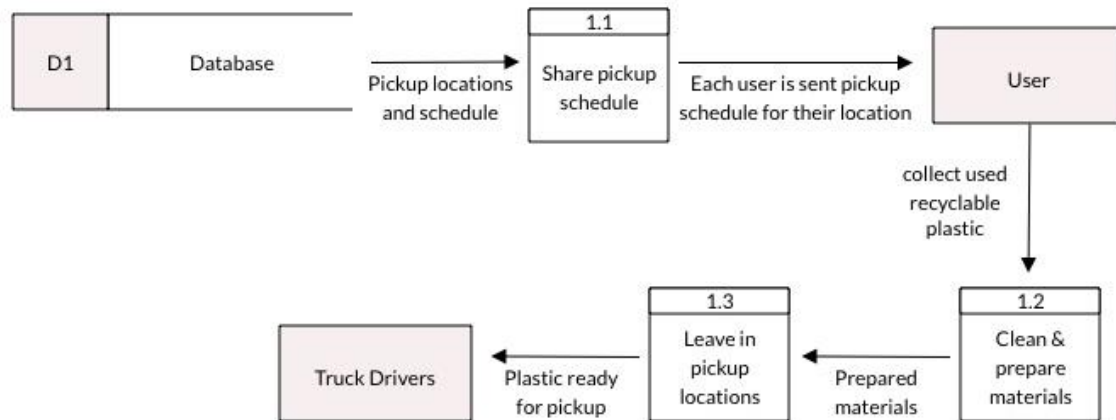 D1
Database
Pickup locations
and schedule
1.1
Share pickup
schedule
Each user is sent pickup
schedule for their location
User
collect used
recyclable
plastic
1.2
Clean &
prepare
materials
Prepared
materials
1.3
Leave in
pickup
locations
Plastic ready
for pickup
Truck Drivers